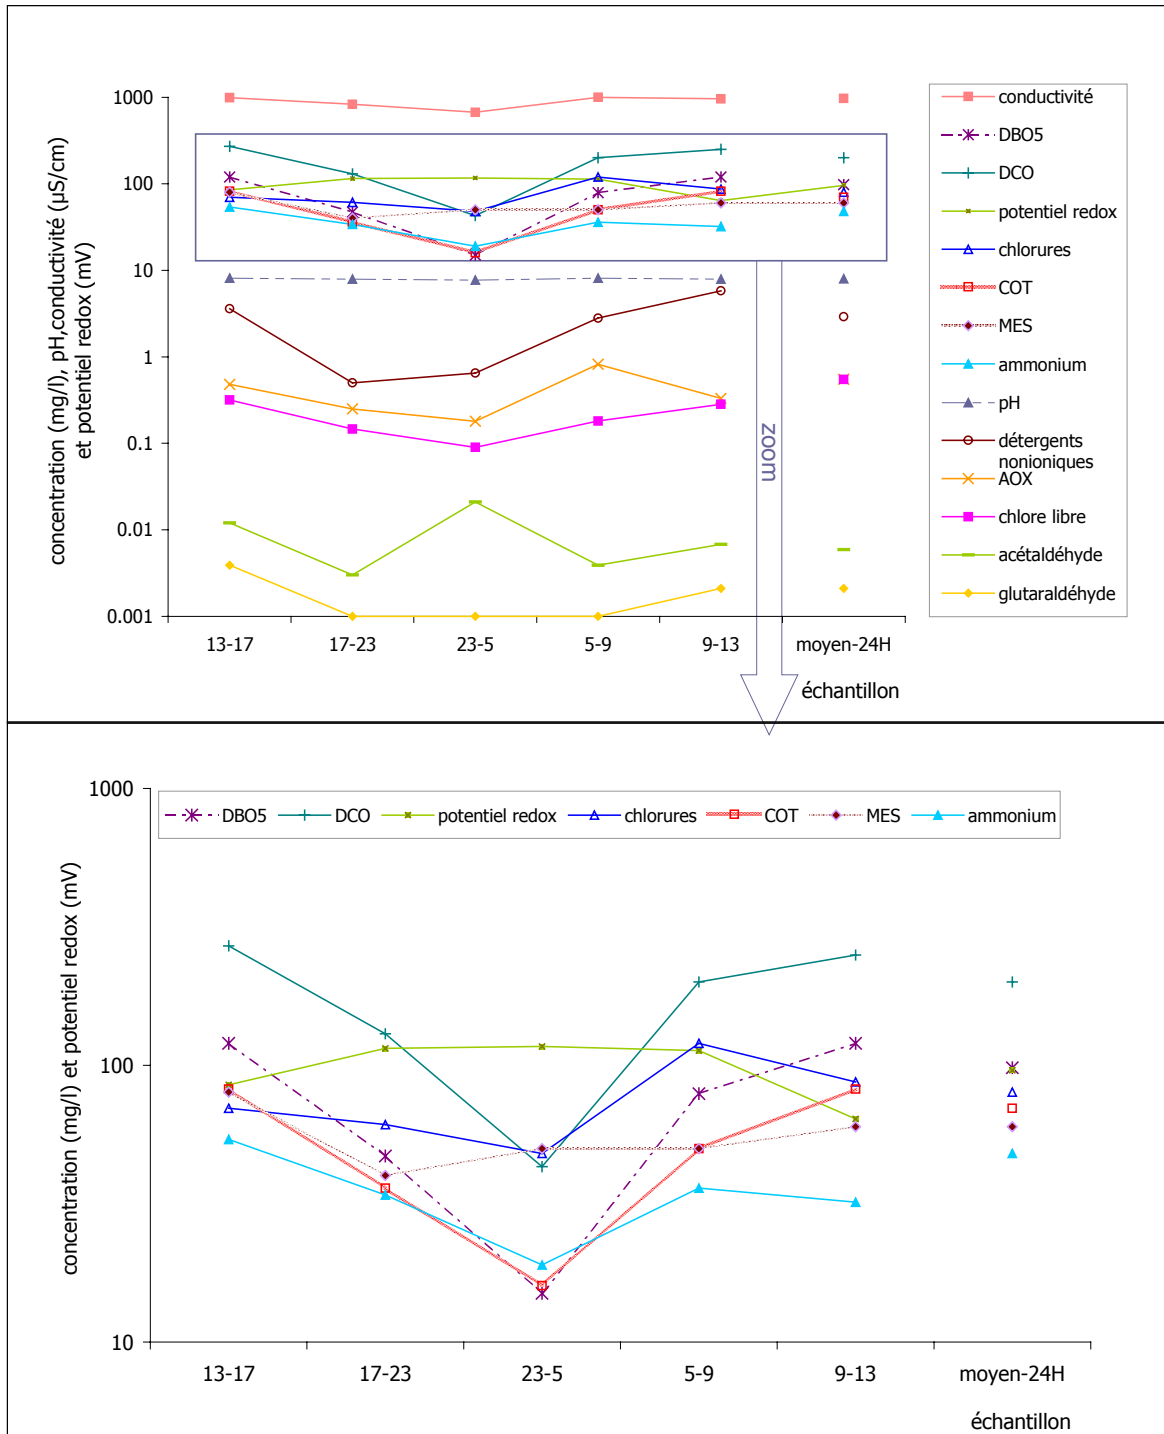 concentration (mg/l), pH,conductivité (µS/cm)
et potentiel redox (mV)
1000
100
10
1
0.1
0.01
0.001
13-17
17-23
23-5
5-9
9-13
moyen-24H
échantillon
zoom
conductivité
DBO5
DCO
potentiel redox
chlorures
COT
MES
ammonium
pH
détergents
nonioniques
AOX
chlore libre
acétaldéhyde
glutaraldéhyde
concentration (mg/l) et potentiel redox (mV)
1000
100
10
DBO5 DCO potentiel redox chlorures COT MES ammonium
13-17
17-23
23-5
5-9
9-13
moyen-24H
échantillon